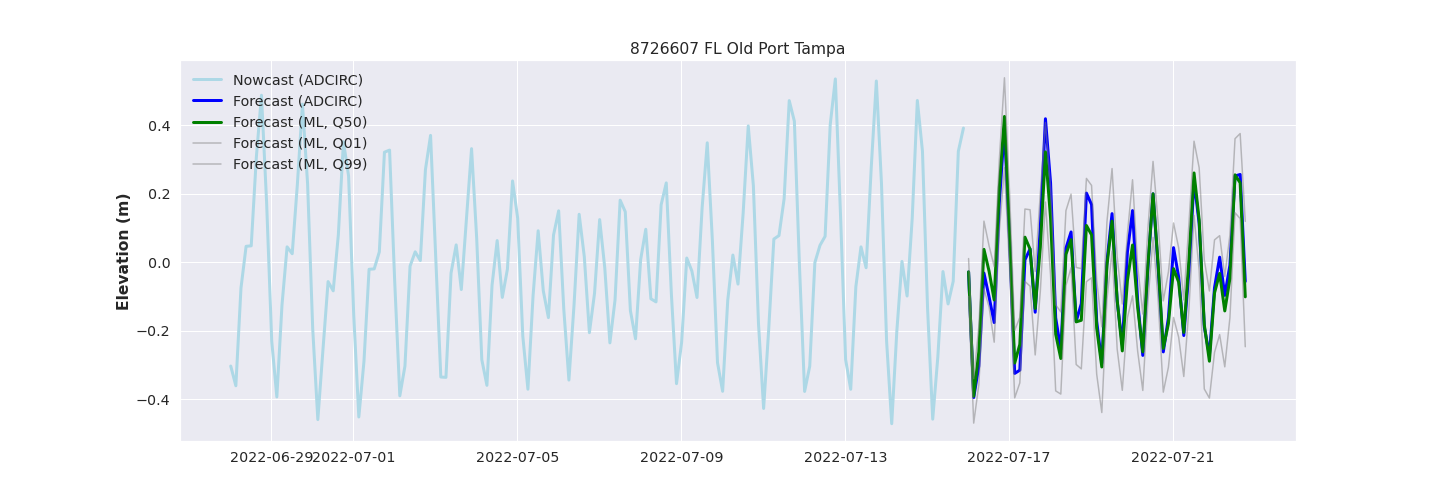 8726607 FL Old Port Tampa
Nowcast (ADCIRC)
Forecast (ADCIRC)
Forecast (ML, Q50)
Forecast (ML, Q01)
Forecast (ML, Q99)
Elevation (m)
0.4
0.2
0.0
−0.2
−0.4
2022-06-29 2022-07-01 2022-07-05 2022-07-09 2022-07-13 2022-07-17 2022-07-21